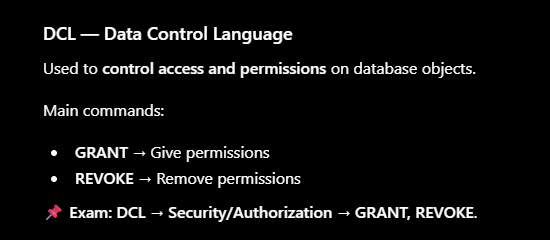 DCL — Data Control Language
Used to control access and permissions on database objects.
Main commands:
• GRANT → Give permissions
• REVOKE → Remove permissions
📌 Exam: DCL → Security/Authorization → GRANT, REVOKE.